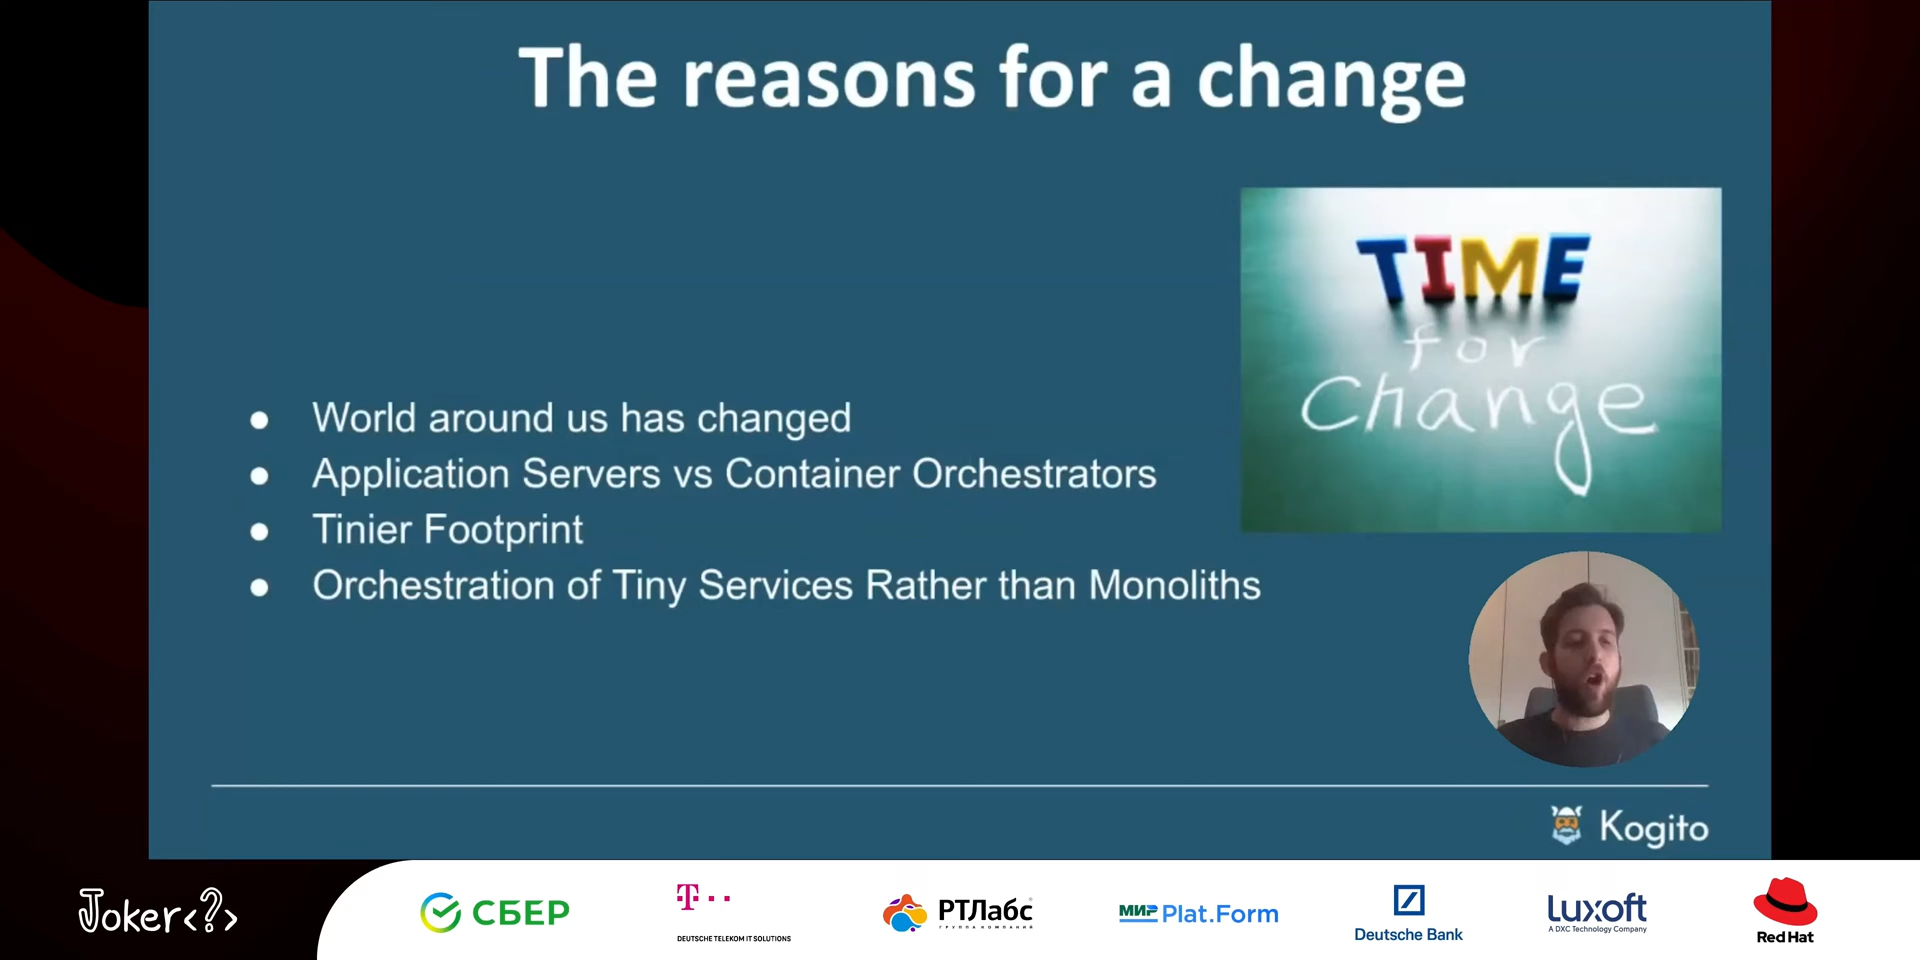 The reasons for a change
TIME
for
Change
● World around us has changed
● Application Servers vs Container Orchestrators
● Tinier Footprint
● Orchestration of Tiny Services Rather than Monoliths
Kogito
Joker<?>
СБЕР
T
DEUTSCHE TELEKOM IT SOLUTIONS
РТЛабс
ГРУППА КОМПАНИЙ
МИР Plat.Form
Deutsche Bank
Luxoft
A DXC Technology Company
Red Hat